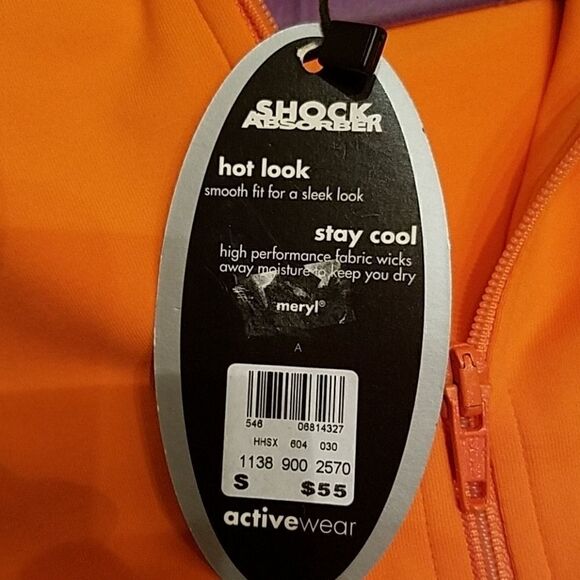 SHOCK
ABSORBER
hot look
smooth fit for a sleek look
stay cool
high performance fabric wicks
away moisture to keep you dry
meryl®
A
546 06814327
HHSX 604 030
1138 900 2570
S $55
activewear